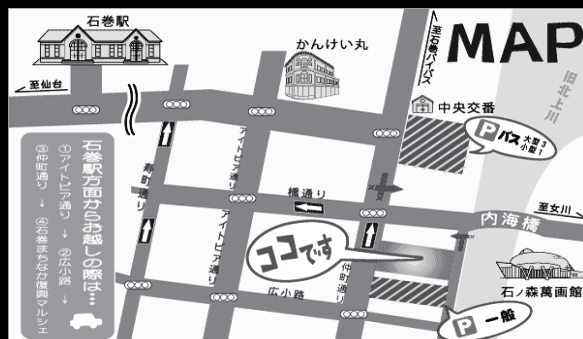 MAP
石巻駅
至仙台
かんけい丸
至石巻バイパス
旧北上川
中央交番
P バス 大型3
小型1
寿町通り
アイトピア通り
橋通り
アイトピア通り
仲町通り
広小路
内海橋
至女川
石ノ森萬画館
ココです
P 一般
石巻駅方面からお越しの際は…
①アイトピア通り → ②広小路 →
③仲町通り → ④石巻まちなか復興マルシェ